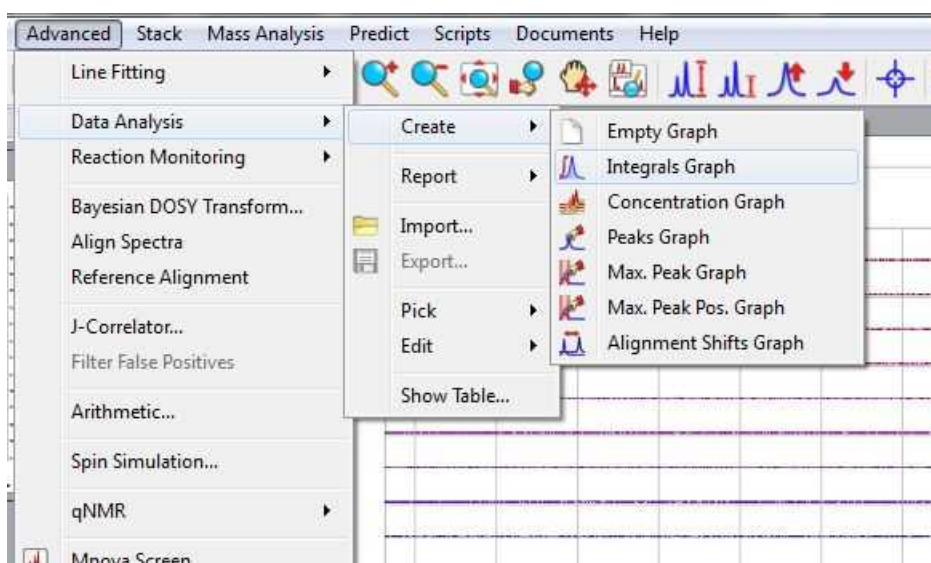 Advanced Stack Mass Analysis Predict Scripts Documents Help
Line Fitting
Data Analysis
Reaction Monitoring
Bayesian DOSY Transform...
Align Spectra
Reference Alignment
J-Correlator...
Filter False Positives
Arithmetic...
Spin Simulation...
qNMR
Mnova Screen
Create
Report
Import...
Export...
Pick
Edit
Show Table...
Empty Graph
Integrals Graph
Concentration Graph
Peaks Graph
Max. Peak Graph
Max. Peak Pos. Graph
Alignment Shifts Graph